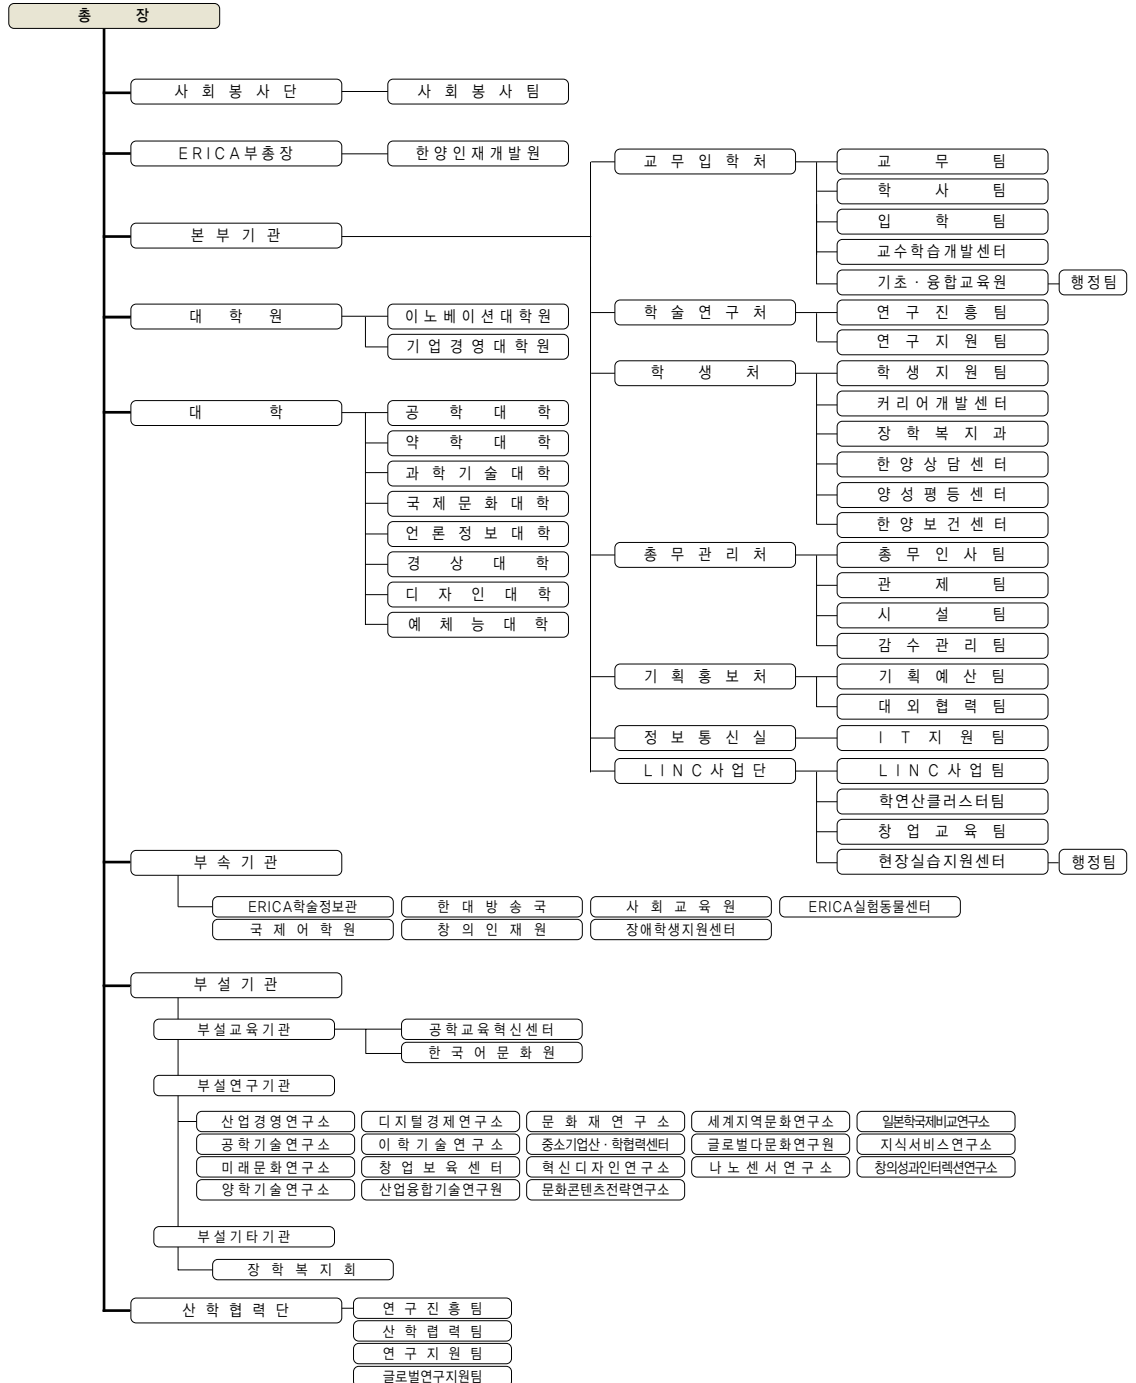 총 장
사 회 봉 사 단
사 회 봉 사 팀
ERICA부총장
한양인재개발원
본 부 기 관
대 학 원
이노베이션대학원
기업경영대학원
대 학
공 학 대 학
약 학 대 학
과 학 기 술 대 학
국 제 문 화 대 학
언 론 정 보 대 학
경 상 대 학
디 자 인 대 학
예 체 능 대 학
교 무 입 학 처
교 무 팀
학 사 팀
입 학 팀
교수학습개발센터
기초 · 융합교육원
행정팀
학 술 연 구 처
연 구 진 흥 팀
연 구 지 원 팀
학 생 처
학 생 지 원 팀
커리어개발센터
장 학 복 지 과
한 양 상 담 센 터
양 성 평 등 센 터
한 양 보 건 센 터
총 무 관 리 처
총 무 인 사 팀
관 제 팀
시 설 팀
감 수 관 리 팀
기 획 홍 보 처
기 획 예 산 팀
대 외 협 력 팀
정 보 통 신 실
I T 지 원 팀
LINC사업단
LINC사업팀
학연산클러스터팀
창 업 교 육 팀
현장실습지원센터
행정팀
부 속 기 관
ERICA학술정보관
한 대 방 송 국
사 회 교 육 원
ERICA실험동물센터
국 제 어 학 원
창 의 인 재 원
장애학생지원센터
부 설 기 관
부설교육기관
공학교육혁신센터
한 국 어 문 화 원
부설연구기관
산업경영연구소
디지털경제연구소
문 화 재 연 구 소
세계지역문화연구소
일본학국제비교연구소
공학기술연구소
이 학 기 술 연 구 소
중소기업산 · 학협력센터
글로벌다문화연구원
지식서비스연구소
미래문화연구소
창 업 보 육 센 터
혁신디자인연구소
나 노 센 서 연 구 소
창의성과인터렉션연구소
양학기술연구소
산업융합기술연구원
문화콘텐츠전략연구소
부설기타기관
장 학 복 지 회
산 학 협 력 단
연 구 진 흥 팀
산 학 렵 력 팀
연 구 지 원 팀
글로벌연구지원팀